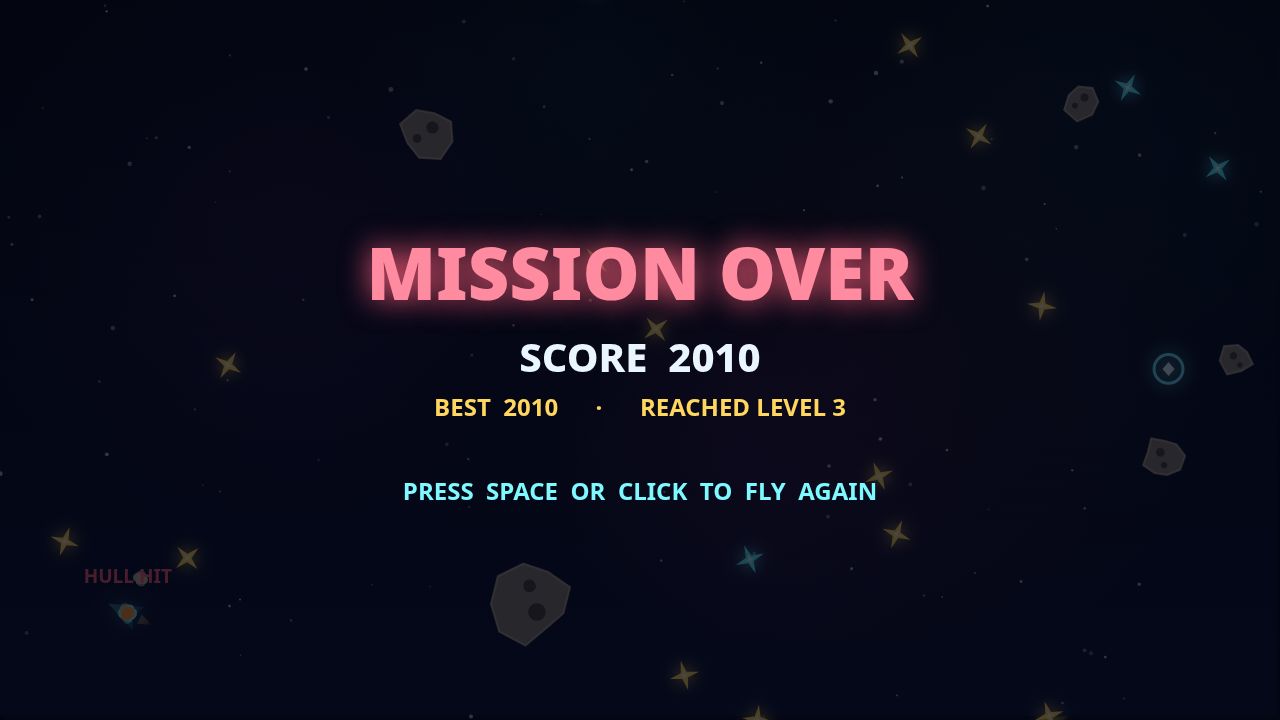 MISSION OVER
SCORE 2010
BEST 2010 · REACHED LEVEL 3
PRESS SPACE OR CLICK TO FLY AGAIN
HULL HIT